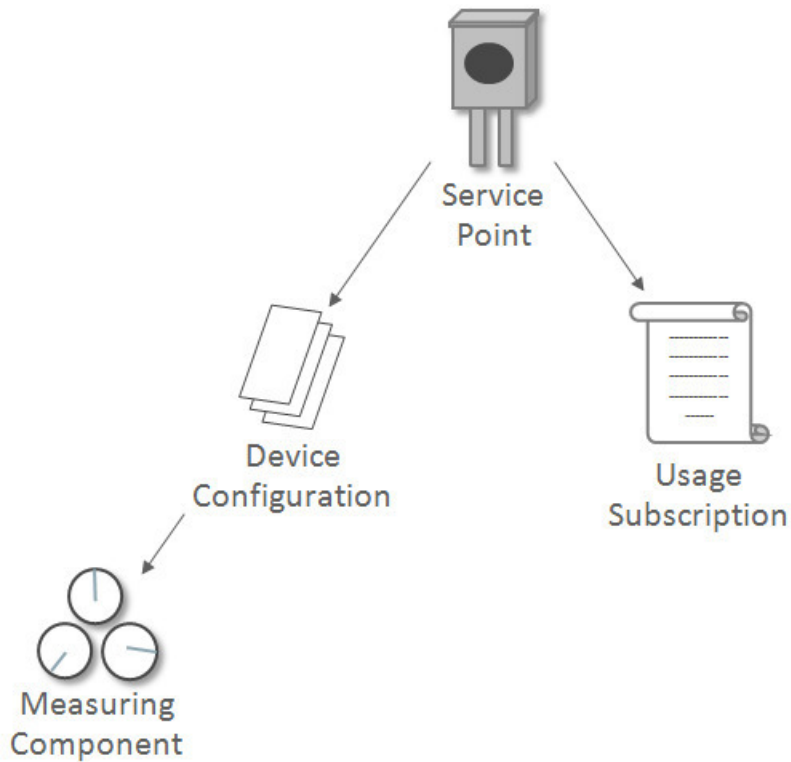 Service
Point
Device
Configuration
Usage
Subscription
Measuring
Component